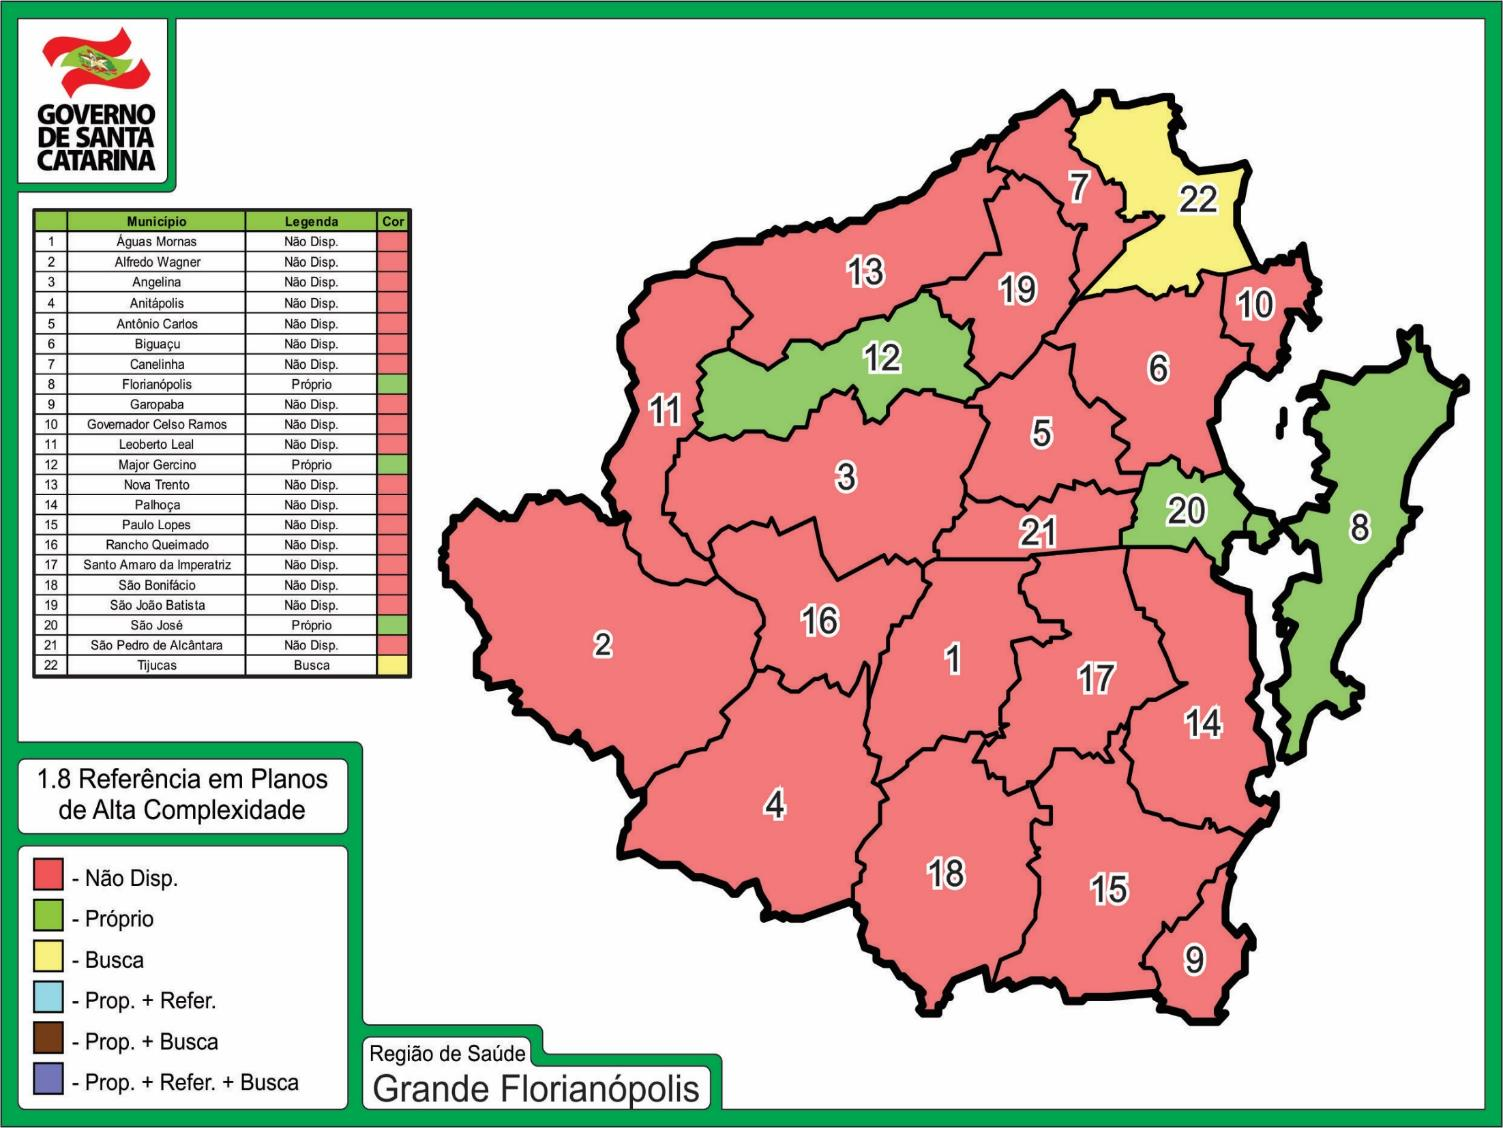 GOVERNO
DE SANTA
CATARINA
Município Legenda Cor
1 Águas Mornas Não Disp.
2 Alfredo Wagner Não Disp.
3 Angelina Não Disp.
4 Anitápolis Não Disp.
5 Antônio Carlos Não Disp.
6 Biguaçu Não Disp.
7 Canelinha Não Disp.
8 Florianópolis Próprio
9 Garopaba Não Disp.
10 Governador Celso Ramos Não Disp.
11 Leoberto Leal Não Disp.
12 Major Gercino Próprio
13 Nova Trento Não Disp.
14 Palhoça Não Disp.
15 Paulo Lopes Não Disp.
16 Rancho Queimado Não Disp.
17 Santo Amaro da Imperatriz Não Disp.
18 São Bonifácio Não Disp.
19 São João Batista Não Disp.
20 São José Próprio
21 São Pedro de Alcântara Não Disp.
22 Tijucas Busca
1.8 Referência em Planos
de Alta Complexidade
- Não Disp.
- Próprio
- Busca
- Prop. + Refer.
- Prop. + Busca
- Prop. + Refer. + Busca
Região de Saúde
Grande Florianópolis
7
22
13
19
10
12
6
11
5
3
20
21
8
16
2
1
17
14
4
18
15
9